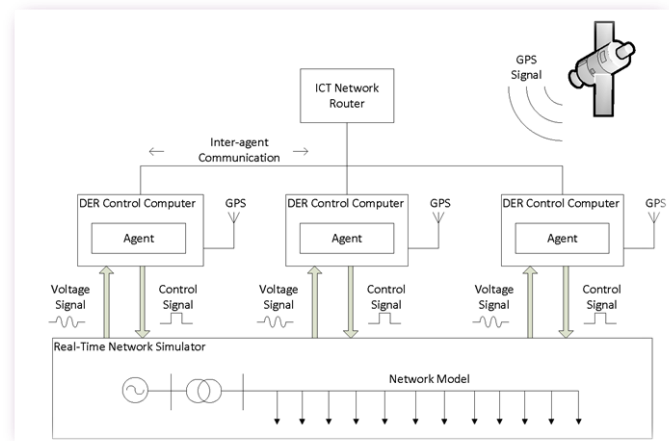 GPS
Signal
ICT Network
Router
Inter-agent
Communication
DER Control Computer
GPS
Agent
DER Control Computer
GPS
Agent
DER Control Computer
GPS
Agent
Voltage
Signal
Control
Signal
Voltage
Signal
Control
Signal
Voltage
Signal
Control
Signal
Real-Time Network Simulator
Network Model